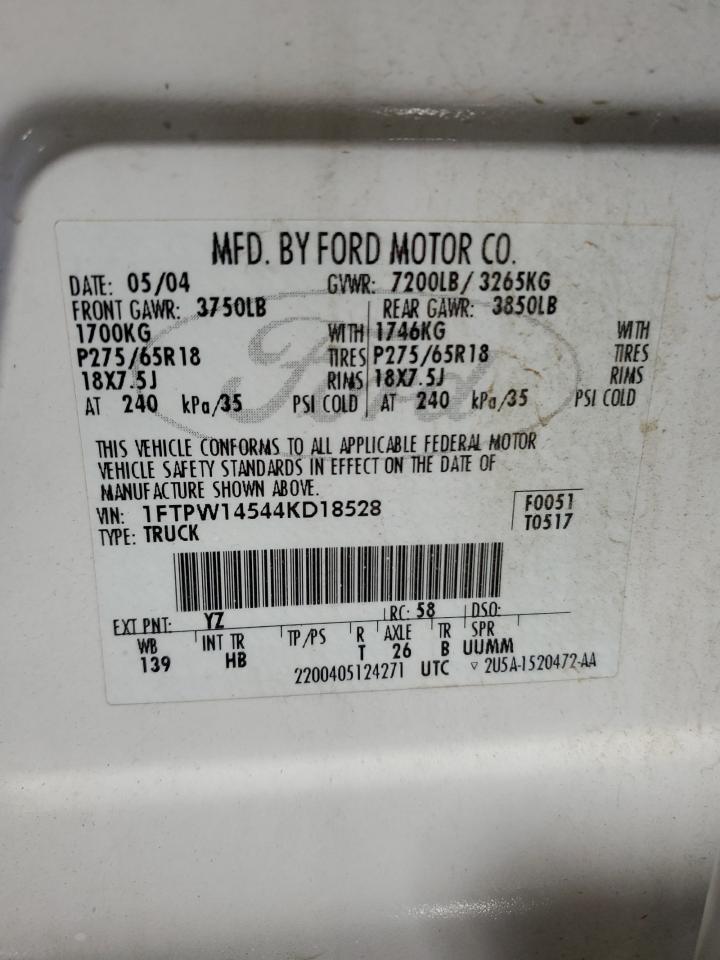 MFD. BY FORD MOTOR CO.
DATE: 05/04 GVWR: 7200LB/ 3265KG
FRONT GAWR: 3750LB REAR GAWR: 3850LB
1700KG WITH 1746KG WITH
P275/65R18 TIRES P275/65R18 TIRES
18X7.5J RIMS 18X7.5J RIMS
AT 240 kPa/35 PSI COLD AT 240 kPa/35 PSI COLD
Ford
THIS VEHICLE CONFORMS TO ALL APPLICABLE FEDERAL MOTOR
VEHICLE SAFETY STANDARDS IN EFFECT ON THE DATE OF
MANUFACTURE SHOWN ABOVE.
VIN: 1FTPW14544KD18528 F0051
TYPE: TRUCK T0517
EXT PNT: YZ RC: 58 DSO:
WB INT TR TP/PS R AXLE TR SPR
139 HB T 26 B UUMM
2200405124271 UTC ▿ 2U5A-1520472-AA